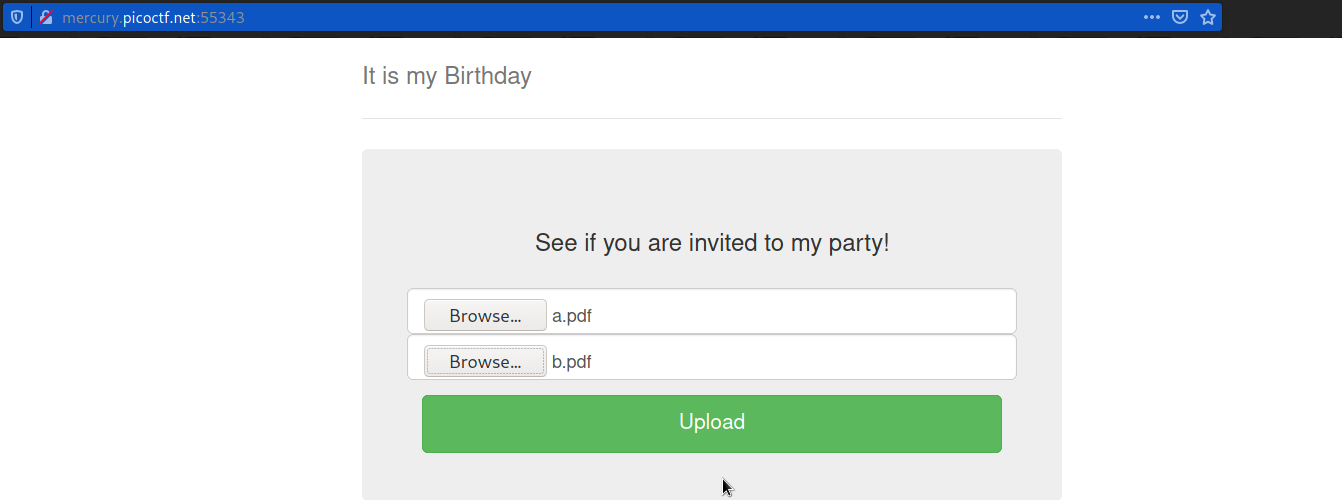 mercury.picoctf.net:55343
It is my Birthday
See if you are invited to my party!
Browse... a.pdf
Browse... b.pdf
Upload